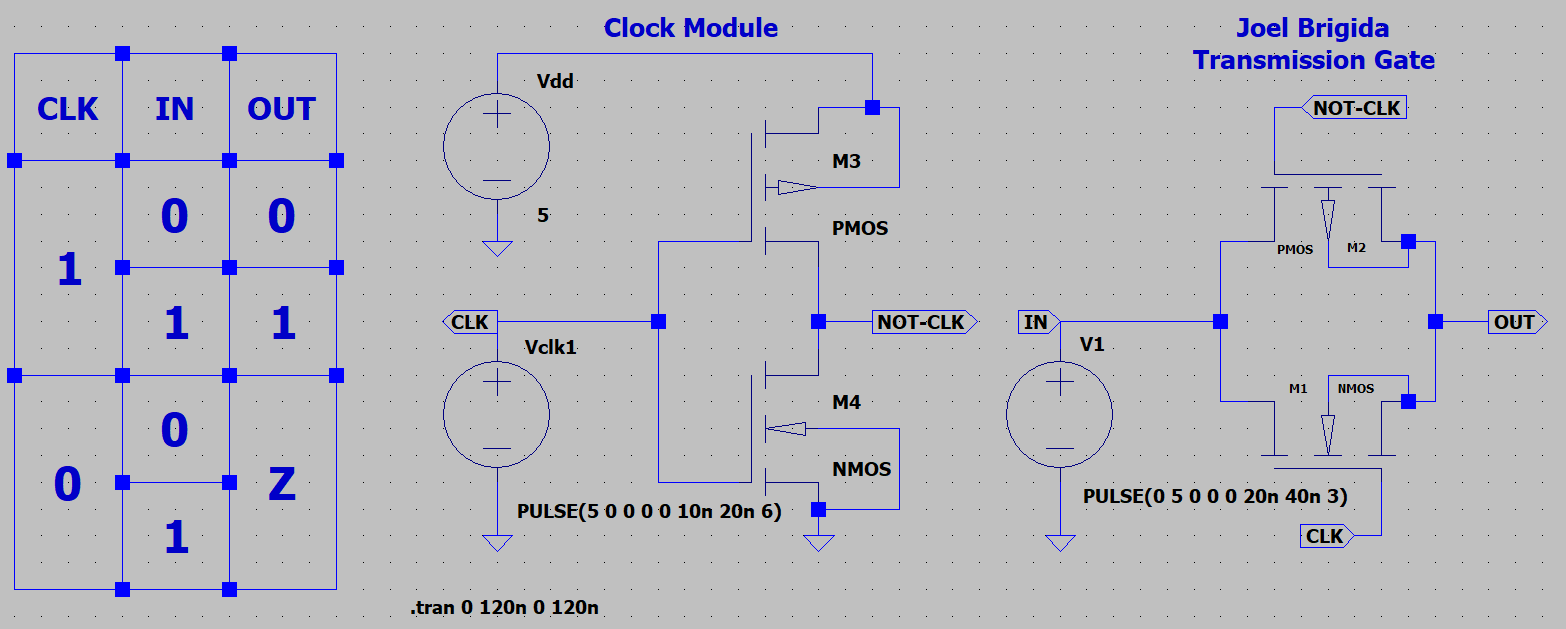 Clock Module
Joel Brigida
Transmission Gate
CLK IN OUT
1
0 0
1 1
0
0
Z
1
Vdd
5
M3
PMOS
CLK
Vclk1
NOT-CLK
M4
NMOS
PULSE(5 0 0 0 0 10n 20n 6)
.tran 0 120n 0 120n
NOT-CLK
PMOS M2
IN
V1
OUT
M1 NMOS
PULSE(0 5 0 0 0 20n 40n 3)
CLK